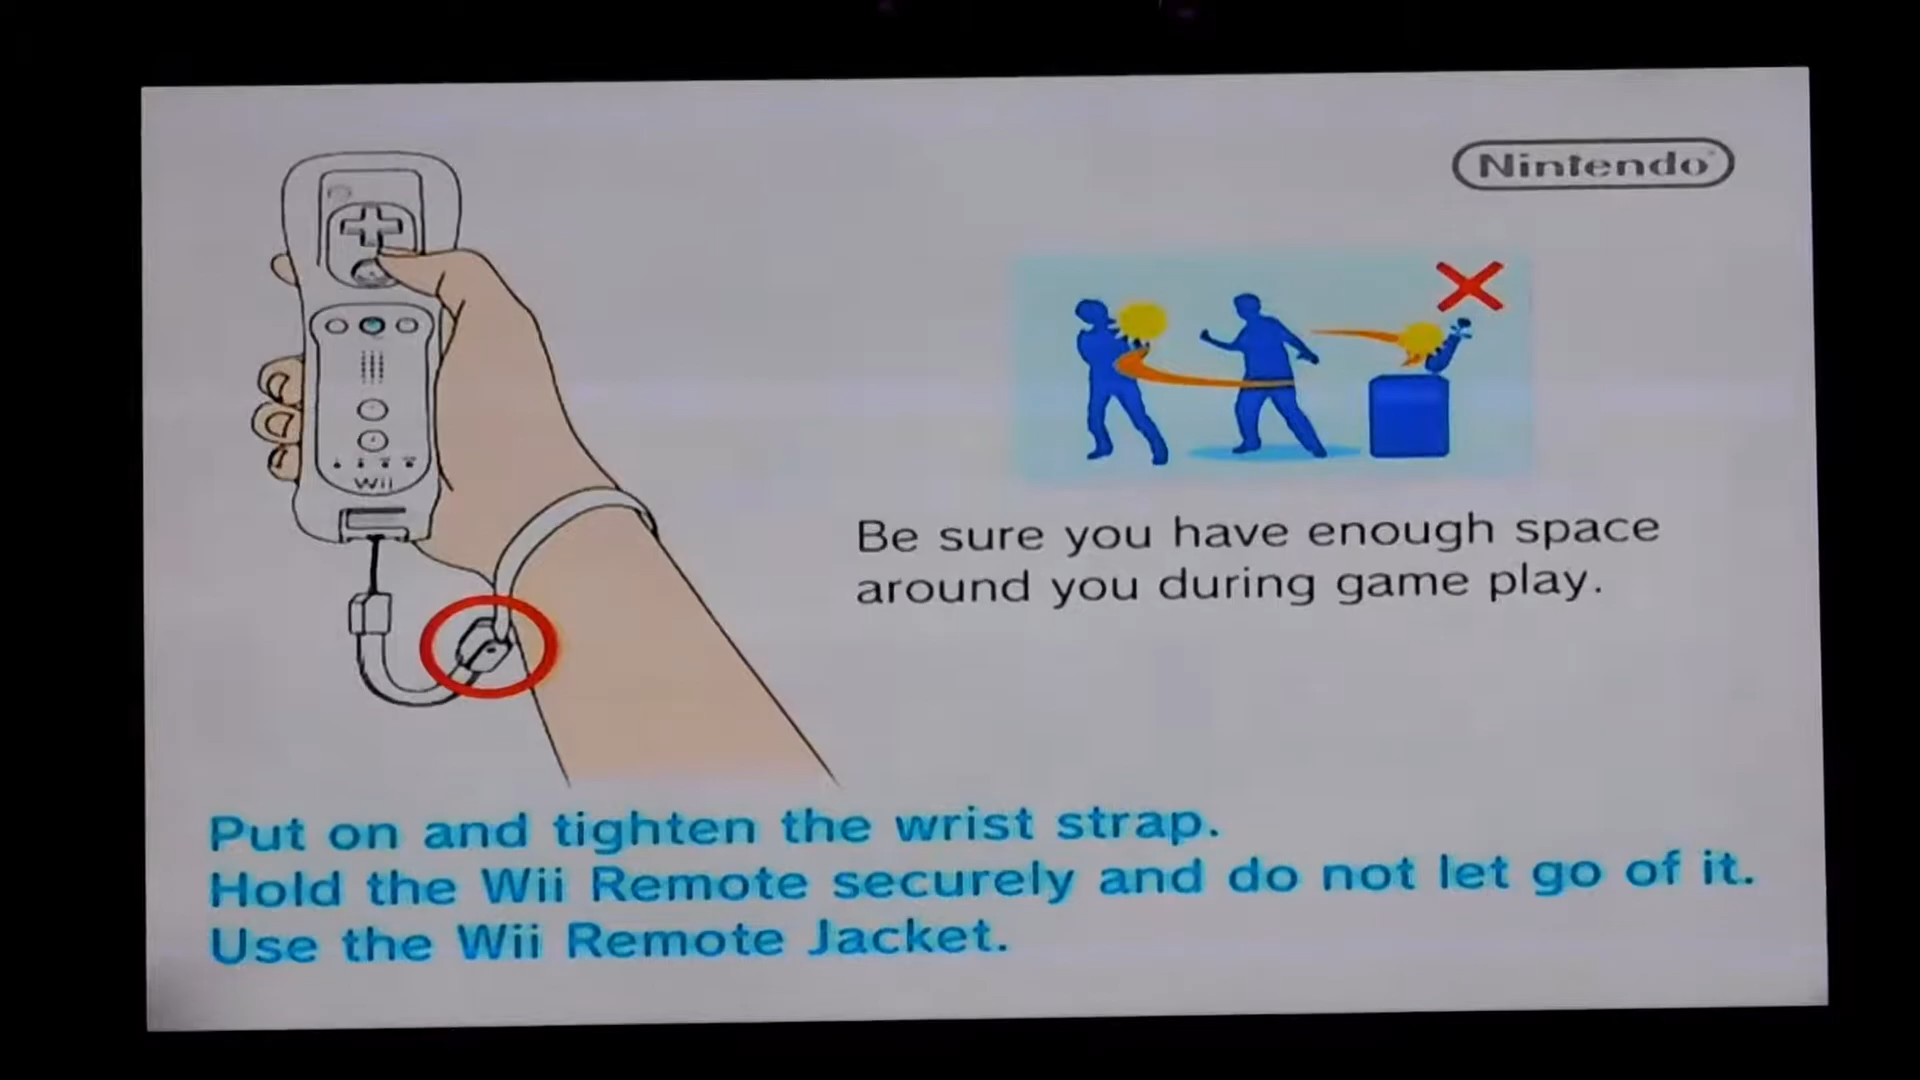 Nintendo
Wii
Be sure you have enough space
around you during game play.
Put on and tighten the wrist strap.
Hold the Wii Remote securely and do not let go of it.
Use the Wii Remote Jacket.